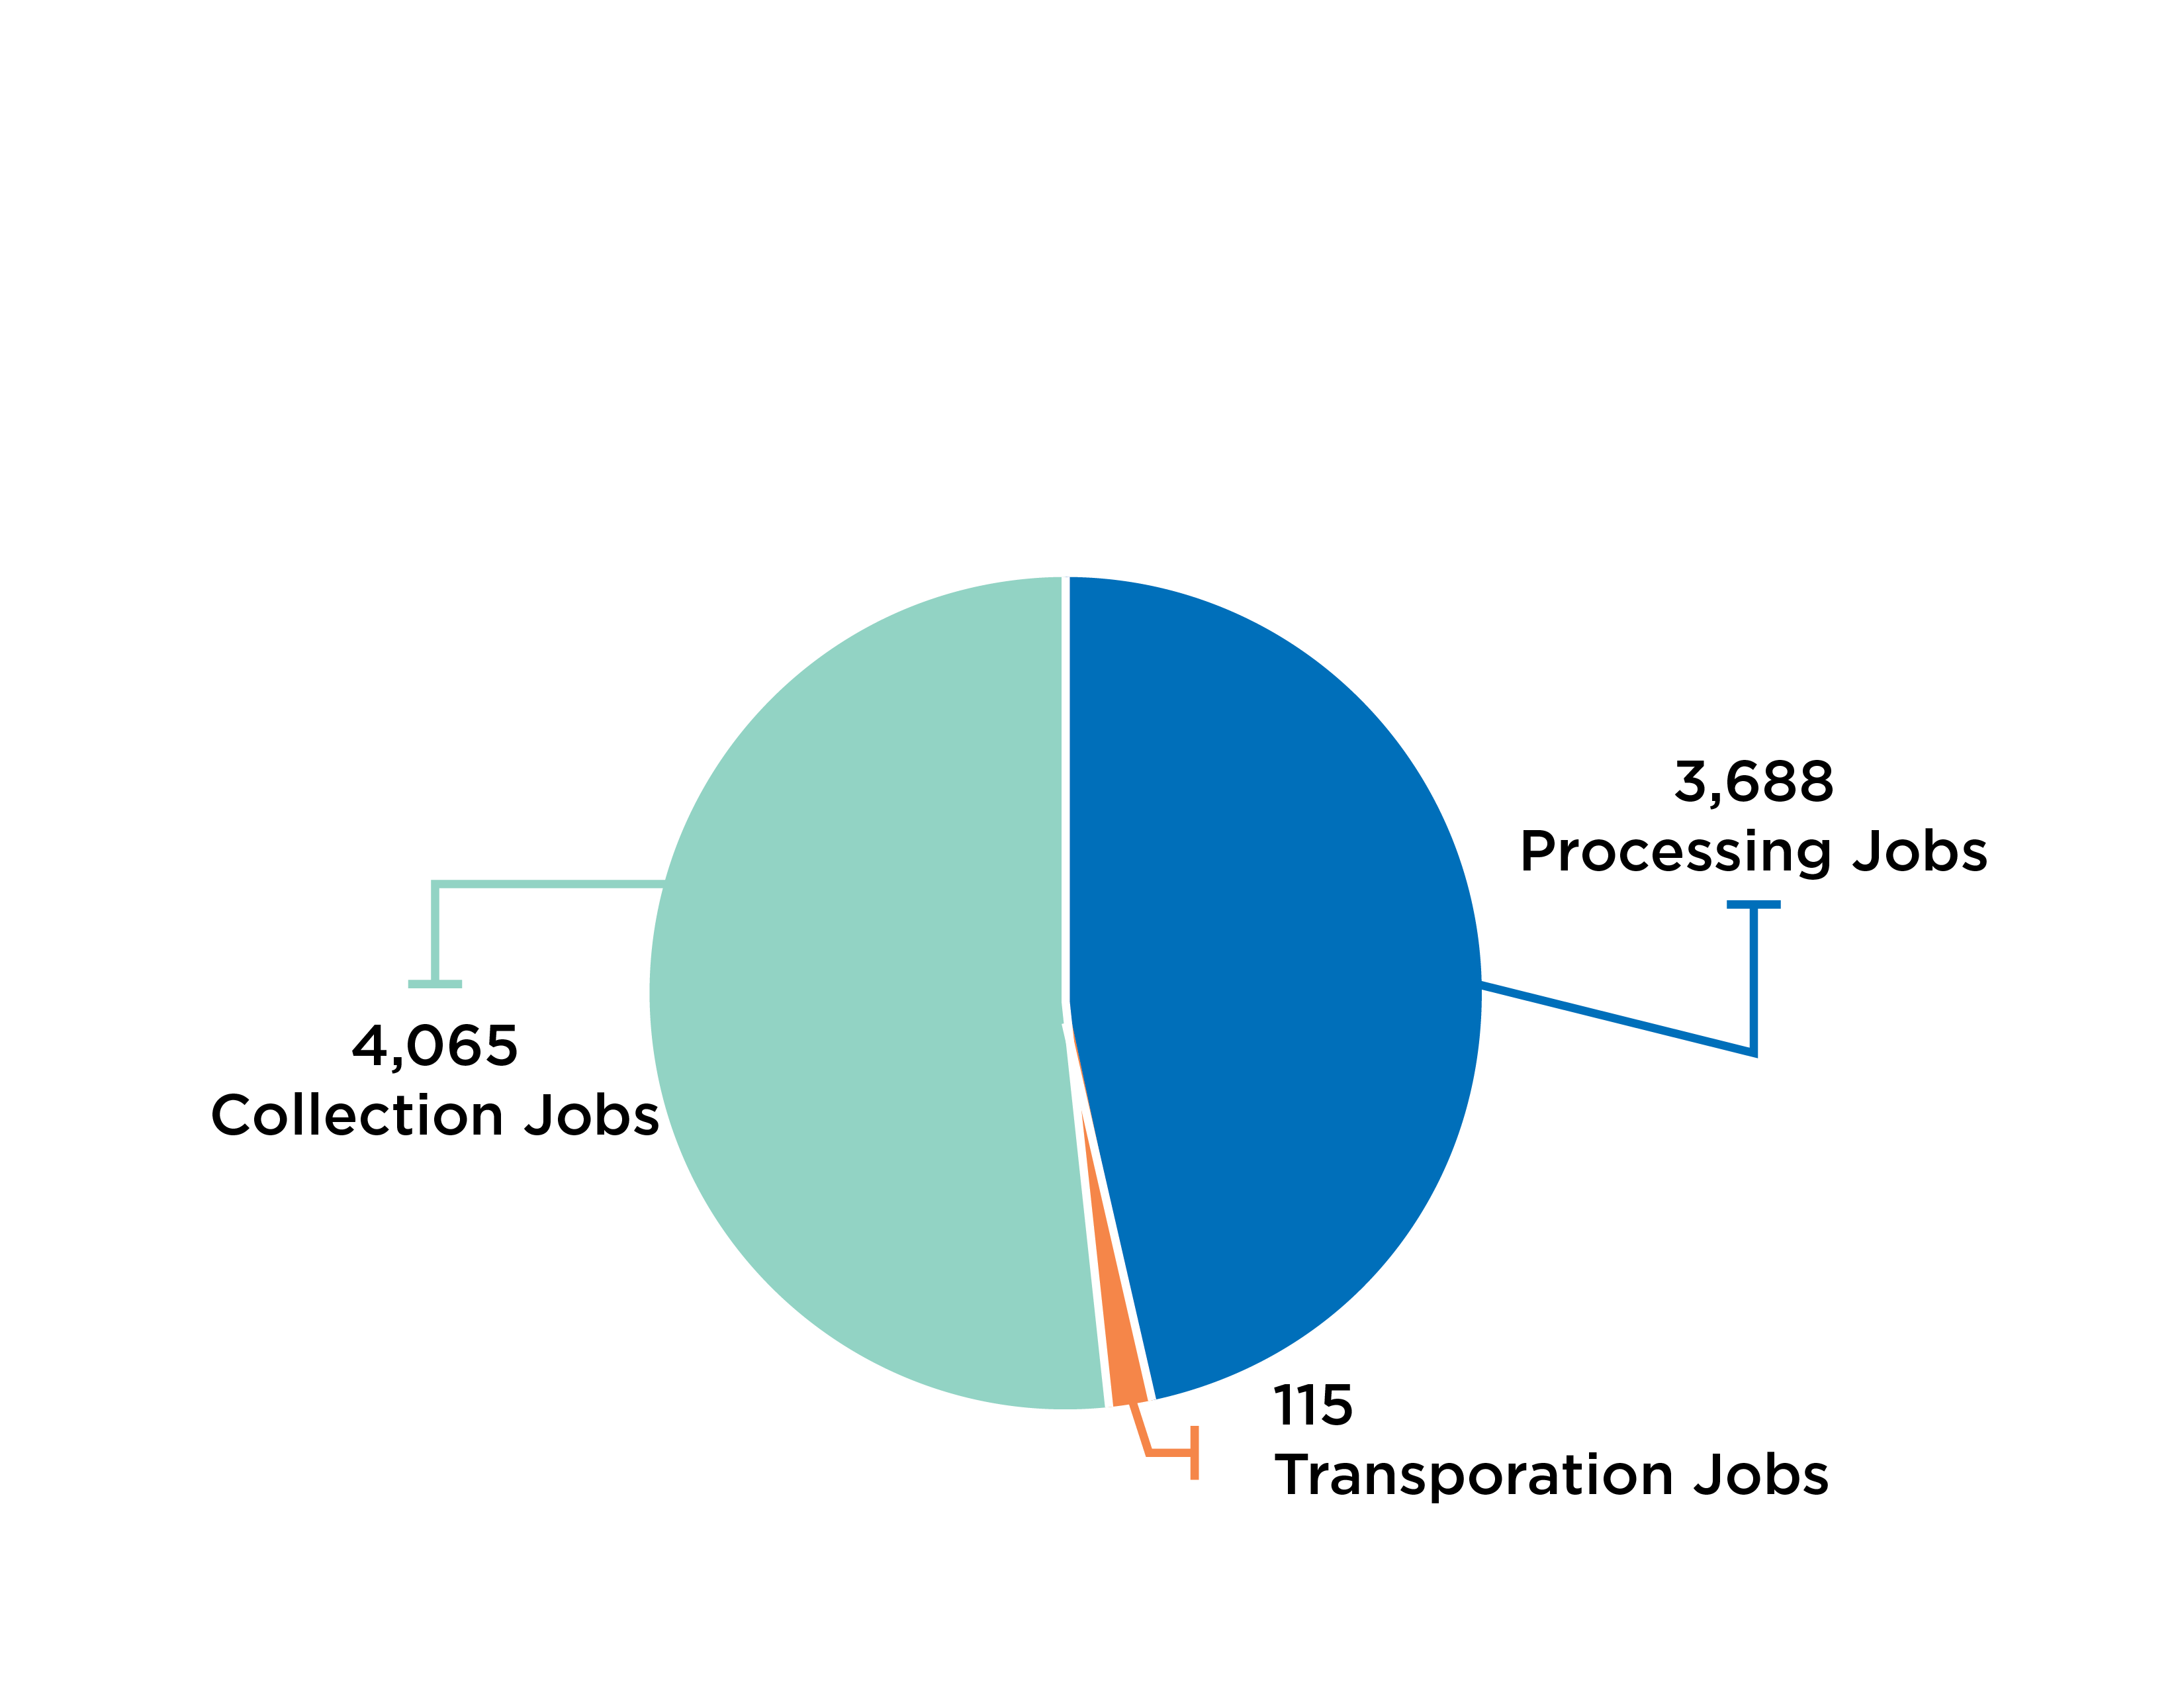 3,688
Processing Jobs
4,065
Collection Jobs
115
Transporation Jobs